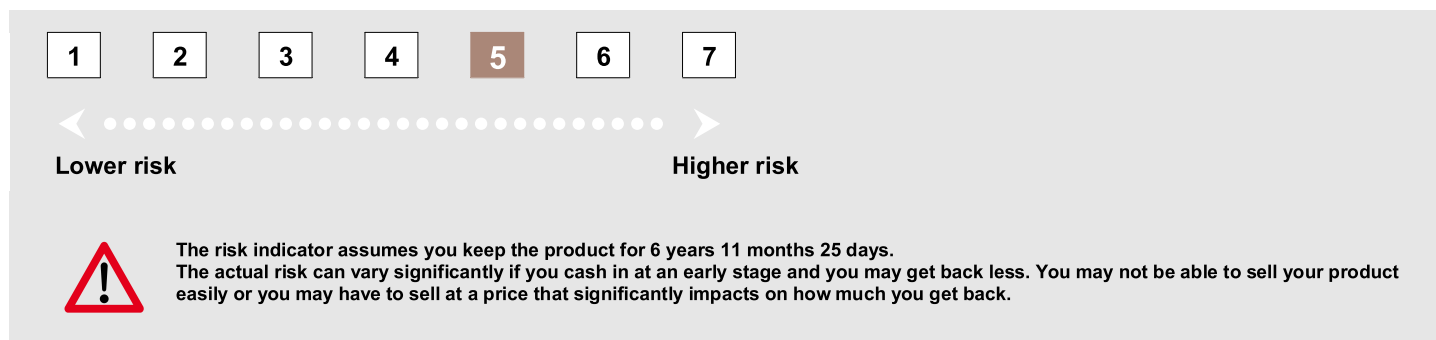 1 2 3 4 5 6 7
Lower risk Higher risk
The risk indicator assumes you keep the product for 6 years 11 months 25 days.
The actual risk can vary significantly if you cash in at an early stage and you may get back less. You may not be able to sell your product
easily or you may have to sell at a price that significantly impacts on how much you get back.